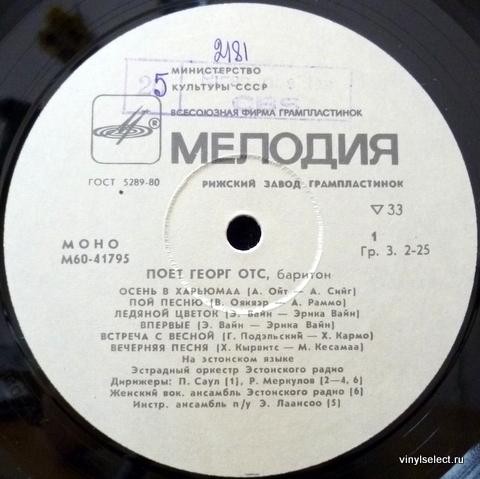 2181
5
МИНИСТЕРСТВО
КУЛЬТУРЫ СССР
CBS
ВСЕСОЮЗНАЯ ФИРМА ГРАМПЛАСТИНОК
® МЕЛОДИЯ
ГОСТ 5289-80
РИЖСКИЙ ЗАВОД ГРАМПЛАСТИНОК
▽33
МОНО
М60-41795
1
Гр. 3. 2-25
ПОЕТ ГЕОРГ ОТС, баритон
ОСЕНЬ В ХАРЬЮМАА (А. Ойт — А. Сийг)
ПОЙ ПЕСНЮ (В. Оякяэр — А. Раммо)
ЛЕДЯНОЙ ЦВЕТОК (Э. Вайн — Эрика Вайн)
ВПЕРВЫЕ (Э. Вайн — Эрика Вайн)
ВСТРЕЧА С ВЕСНОЙ (Г. Подэльский — Х. Кармо)
ВЕЧЕРНЯЯ ПЕСНЯ (Х. Кырвитс — М. Кесамаа)
На эстонском языке
Эстрадный оркестр Эстонского радио
Дирижеры: П. Саул (1), Р. Меркулов (2—4, 6)
Женский вок. ансамбль Эстонского радио (6)
Инстр. ансамбль п/у Э. Лаансоо (5)
vinylselect.ru